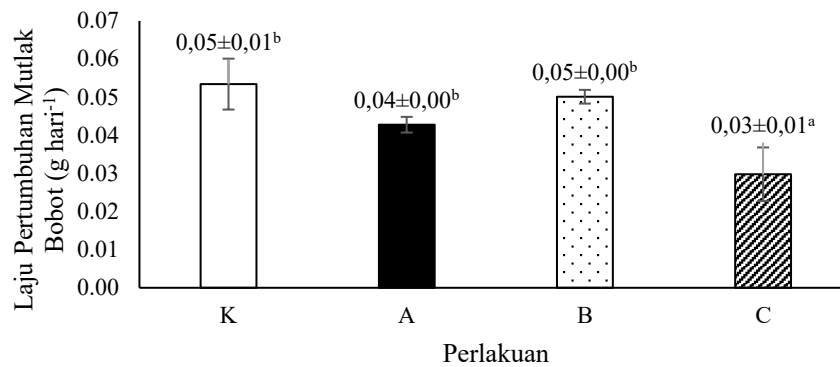 Laju Pertumbuhan Mutlak
Bobot (g hari⁻¹)
0.07
0.06
0.05
0.04
0.03
0.02
0.01
0.00
0,05±0,01ᵇ
0,04±0,00ᵇ
0,05±0,00ᵇ
0,03±0,01ᵃ
K A B C
Perlakuan